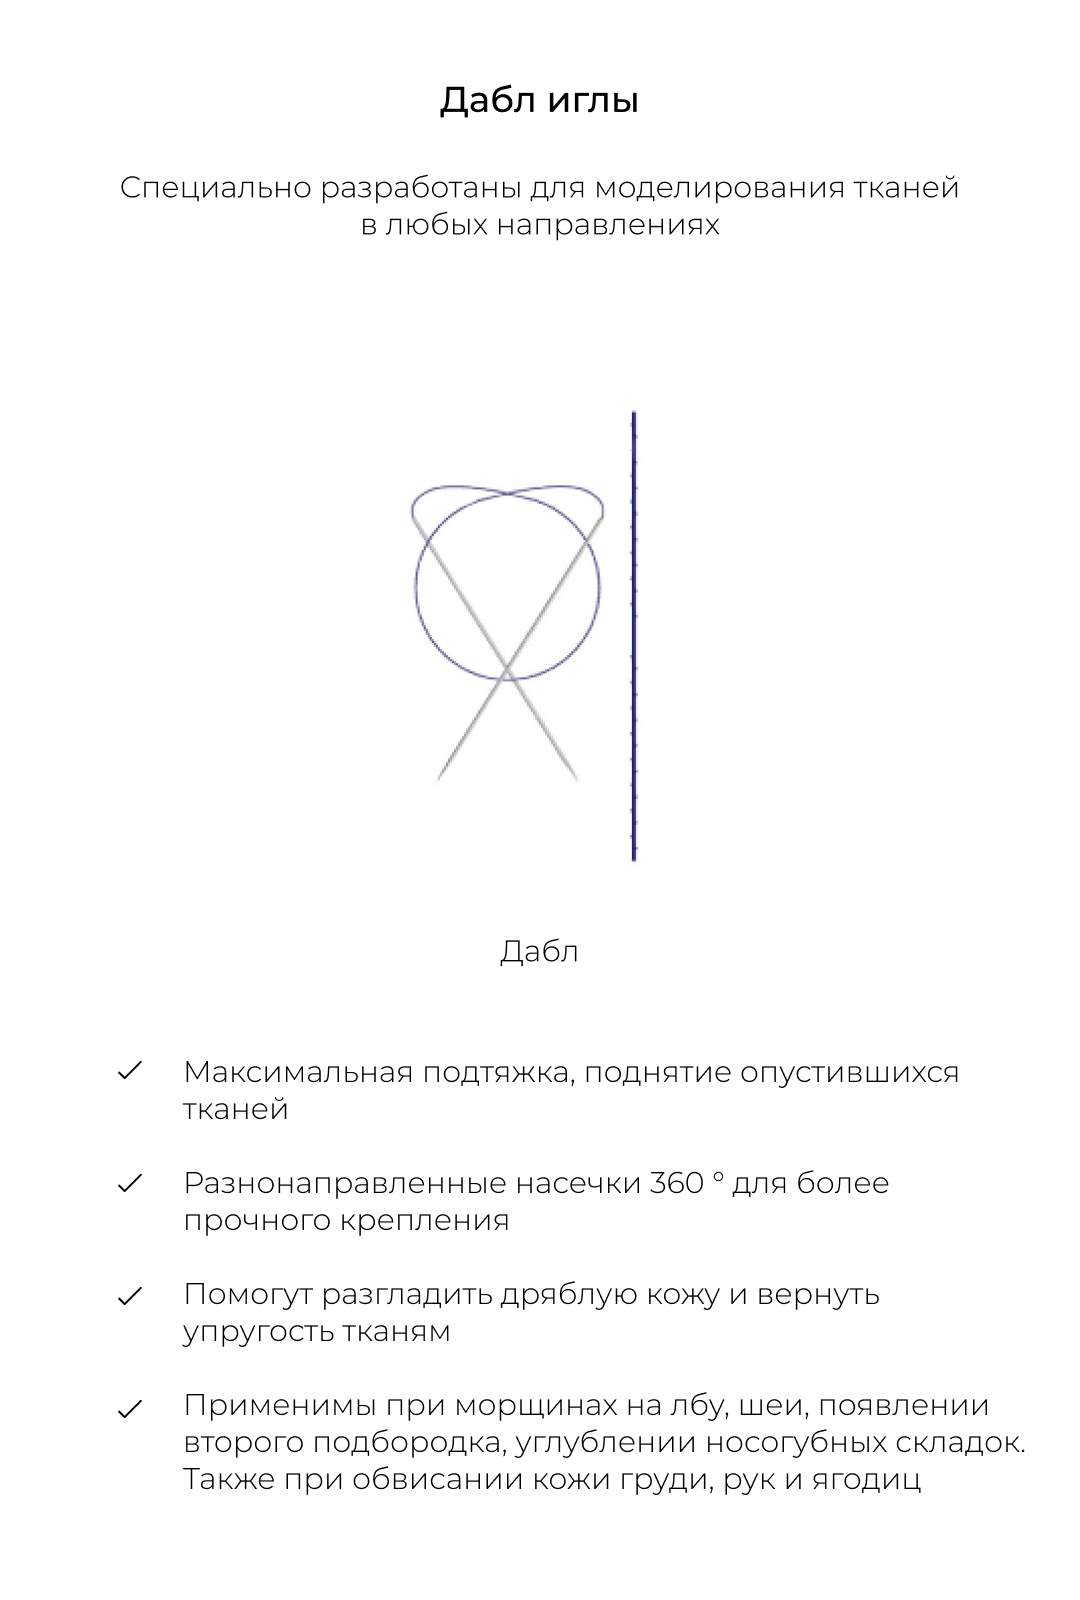 Дабл иглы
Специально разработаны для моделирования тканей
в любых направлениях
Дабл
Максимальная подтяжка, поднятие опустившихся
тканей
Разнонаправленные насечки 360 ° для более
прочного крепления
Помогут разгладить дряблую кожу и вернуть
упругость тканям
Применимы при морщинах на лбу, шеи, появлении
второго подбородка, углублении носогубных складок.
Также при обвисании кожи груди, рук и ягодиц